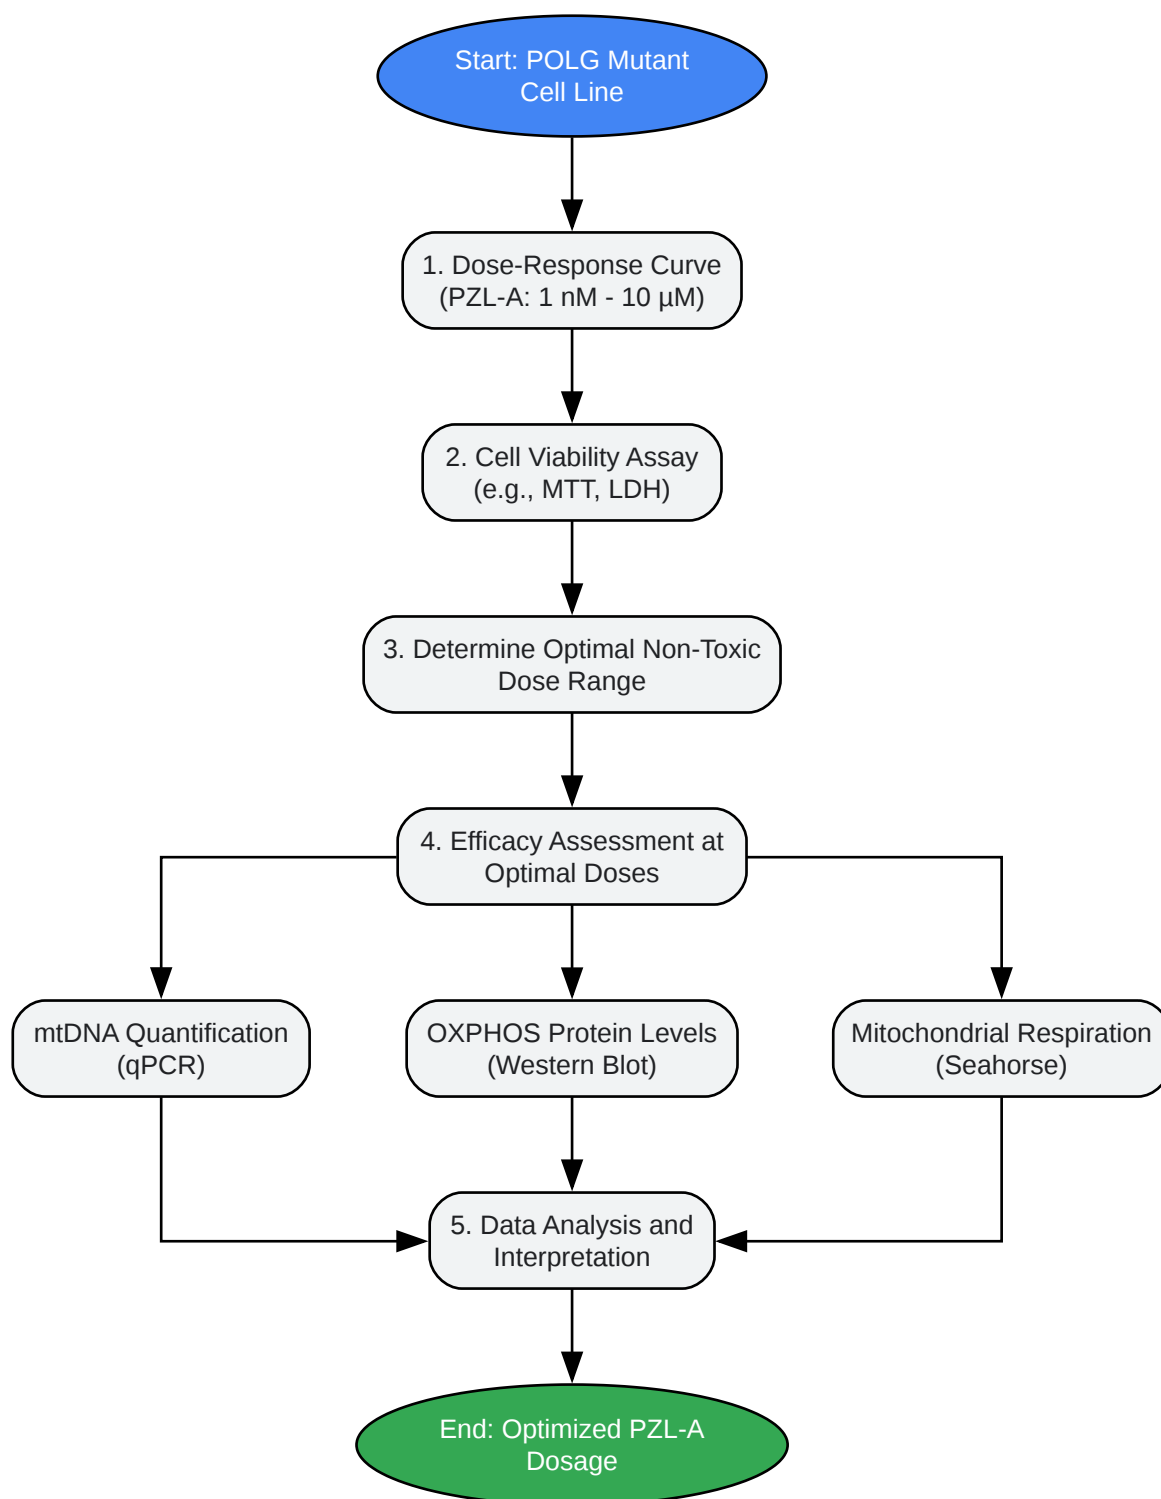 Start: POLG Mutant
Cell Line
1. Dose-Response Curve
(PZL-A: 1 nM - 10 µM)
2. Cell Viability Assay
(e.g., MTT, LDH)
3. Determine Optimal Non-Toxic
Dose Range
4. Efficacy Assessment at
Optimal Doses
mtDNA Quantification
(qPCR)
OXPHOS Protein Levels
(Western Blot)
Mitochondrial Respiration
(Seahorse)
5. Data Analysis and
Interpretation
End: Optimized PZL-A
Dosage